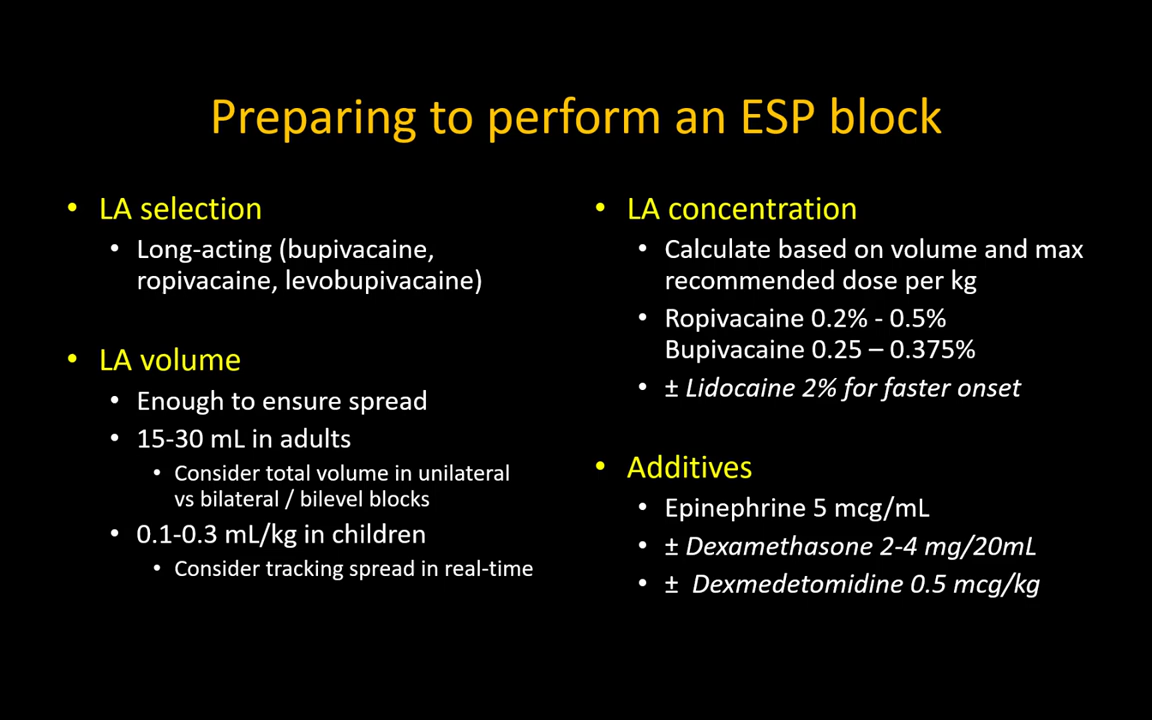 Preparing to perform an ESP block
• LA selection
• Long-acting (bupivacaine,
ropivacaine, levobupivacaine)
• LA volume
• Enough to ensure spread
• 15-30 mL in adults
• Consider total volume in unilateral
vs bilateral / bilevel blocks
• 0.1-0.3 mL/kg in children
• Consider tracking spread in real-time
• LA concentration
• Calculate based on volume and max
recommended dose per kg
• Ropivacaine 0.2% - 0.5%
Bupivacaine 0.25 – 0.375%
• ± Lidocaine 2% for faster onset
• Additives
• Epinephrine 5 mcg/mL
• ± Dexamethasone 2-4 mg/20mL
• ± Dexmedetomidine 0.5 mcg/kg